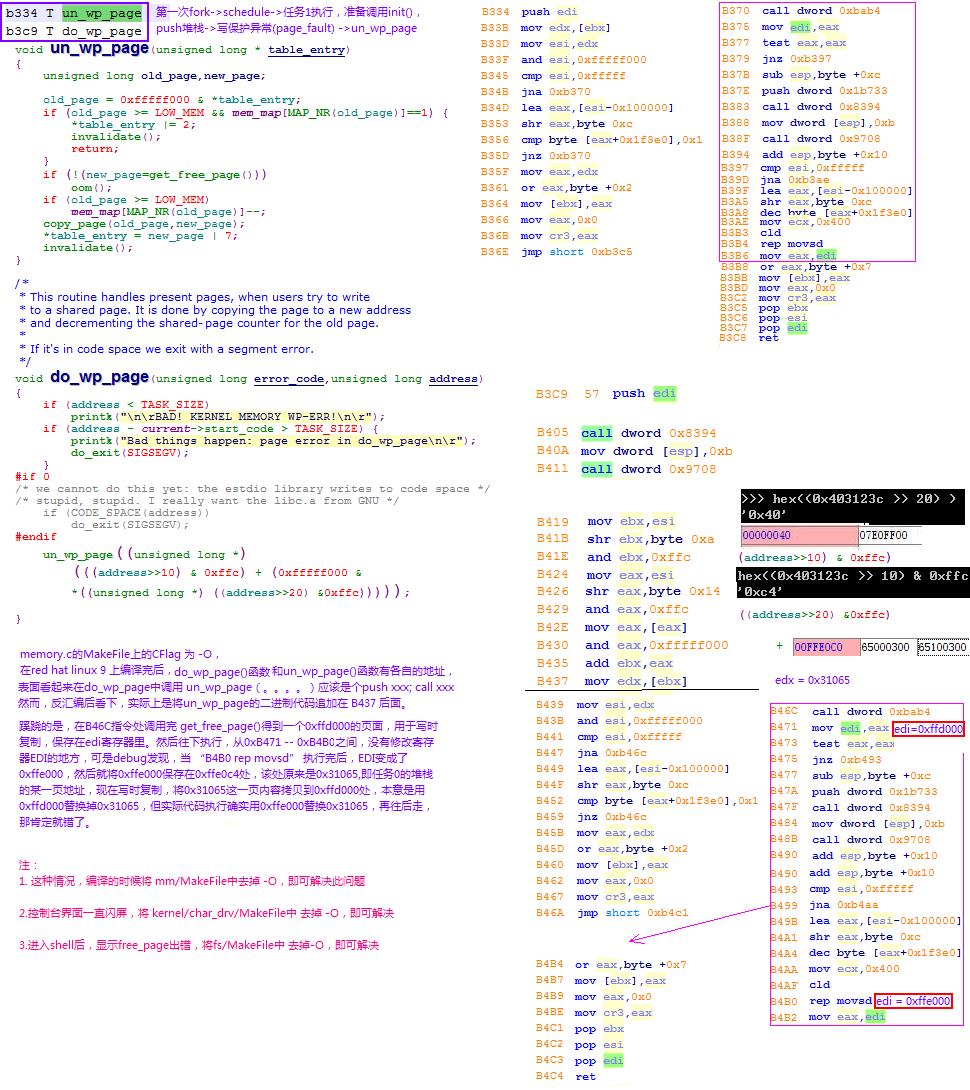 b334 T un_wp_page
b3c9 T do_wp_page
第一次fork->schedule->任务1执行，准备调用init()，
push堆栈->写保护异常(page_fault) ->un_wp_page
void un_wp_page(unsigned long * table_entry)
{
unsigned long old_page,new_page;
old_page = 0xfffff000 & *table_entry;
if (old_page >= LOW_MEM && mem_map[MAP_NR(old_page)]==1) {
*table_entry |= 2;
invalidate();
return;
}
if (!(new_page=get_free_page()))
oom();
if (old_page >= LOW_MEM)
mem_map[MAP_NR(old_page)]--;
copy_page(old_page,new_page);
*table_entry = new_page | 7;
invalidate();
}
/*
* This routine handles present pages, when users try to write
* to a shared page. It is done by copying the page to a new address
* and decrementing the shared-page counter for the old page.
*
* If it's in code space we exit with a segment error.
*/
void do_wp_page(unsigned long error_code,unsigned long address)
{
if (address < TASK_SIZE)
printk("\n\rBAD! KERNEL MEMORY WP-ERR!\n\r");
if (address - current->start_code > TASK_SIZE) {
printk("Bad things happen: page error in do_wp_page\n\r");
do_exit(SIGSEGV);
}
#if 0
/* we cannot do this yet: the estdio library writes to code space */
/* stupid, stupid. I really want the libc.a from GNU */
if (CODE_SPACE(address))
do_exit(SIGSEGV);
#endif
un_wp_page((unsigned long *)
(((address>>10) & 0xffc) + (0xfffff000 &
*((unsigned long *) ((address>>20) &0xffc)))));
}
memory.c的MakeFile上的CFlag 为 -O，
在red hat linux 9 上编译完后，do_wp_page()函数 和un_wp_page()函数有各自的地址，
表面看起来在do_wp_page中调用 un_wp_page（。。。。）应该是个push xxx; call xxx
然而，反汇编后看下，实际上是将un_wp_page的二进制代码追加在 B437 后面。
蹊跷的是，在B46C指令处调用完 get_free_page()得到一个0xffd000的页面，用于写时
复制，保存在edi寄存器里。然后往下执行，从0xB471 -- 0xB4B0之间，没有修改寄存
器EDI的地方，可是debug发现，当 “B4B0 rep movsd” 执行完后，EDI变成了
0xffe000，然后就将0xffe000保存在0xffe0c4处，该处原来是0x31065,即任务0的堆栈
的某一页地址，现在写时复制，将0x31065这一页内容拷贝到0xffd000处，本意是用
0xffd000替换掉0x31065，但实际代码执行确实用0xffe000替换0x31065，再往后走，
那肯定就错了。
注：
1. 这种情况，编译的时候将 mm/MakeFile中去掉 -O，即可解决此问题
2.控制台界面一直闪屏，将 kernel/char_drv/MakeFile中 去掉 -O，即可解决
3.进入shell后，显示free_page出错，将fs/MakeFile中 去掉-O，即可解决
B334 push edi
B33B mov edx,[ebx]
B33D mov esi,edx
B33F and esi,0xfffff000
B345 cmp esi,0xfffff
B34B jna 0xb370
B34D lea eax,[esi-0x100000]
B353 shr eax,byte 0xc
B356 cmp byte [eax+0x1f3e0],0x1
B35D jnz 0xb370
B35F mov eax,edx
B361 or eax,byte +0x2
B364 mov [ebx],eax
B366 mov eax,0x0
B36B mov cr3,eax
B36E jmp short 0xb3c5
B370 call dword 0xbab4
B375 mov edi,eax
B377 test eax,eax
B379 jnz 0xb397
B37B sub esp,byte +0xc
B37E push dword 0x1b733
B383 call dword 0x8394
B388 mov dword [esp],0xb
B38F call dword 0x9708
B394 add esp,byte +0x10
B397 cmp esi,0xfffff
B39D jna 0xb3ae
B39F lea eax,[esi-0x100000]
B3A5 shr eax,byte 0xc
B3A8 dec byte [eax+0x1f3e0]
B3AE mov ecx,0x400
B3B3 cld
B3B4 rep movsd
B3B6 mov eax,edi
B3B8 or eax,byte +0x7
B3BB mov [ebx],eax
B3BD mov eax,0x0
B3C2 mov cr3,eax
B3C5 pop ebx
B3C6 pop esi
B3C7 pop edi
B3C8 ret
B3C9 57 push edi
B405 call dword 0x8394
B40A mov dword [esp],0xb
B411 call dword 0x9708
B419 mov ebx,esi
B41B shr ebx,byte 0xa
B41E and ebx,0xffc
B424 mov eax,esi
B426 shr eax,byte 0x14
B429 and eax,0xffc
B42E mov eax,[eax]
B430 and eax,0xfffff000
B435 add ebx,eax
B437 mov edx,[ebx]
B439 mov esi,edx
B43B and esi,0xfffff000
B441 cmp esi,0xfffff
B447 jna 0xb46c
B449 lea eax,[esi-0x100000]
B44F shr eax,byte 0xc
B452 cmp byte [eax+0x1f3e0],0x1
B459 jnz 0xb46c
B45B mov eax,edx
B45D or eax,byte +0x2
B460 mov [ebx],eax
B462 mov eax,0x0
B467 mov cr3,eax
B46A jmp short 0xb4c1
B4B4 or eax,byte +0x7
B4B7 mov [ebx],eax
B4B9 mov eax,0x0
B4BE mov cr3,eax
B4C1 pop ebx
B4C2 pop esi
B4C3 pop edi
B4C4 ret
>>> hex((0x403123c >> 20) )
'0x40'
00000040 07E0FF00
((address>>10) & 0xffc)
hex((0x403123c >> 10) & 0xffc
'0xc4'
((address>>20) &0xffc)
+ 00FFE0C0 65000300 65100300
edx = 0x31065
B46C call dword 0xbab4
B471 mov edi,eax edi=0xffd000
B473 test eax,eax
B475 jnz 0xb493
B477 sub esp,byte +0xc
B47A push dword 0x1b733
B47F call dword 0x8394
B484 mov dword [esp],0xb
B48B call dword 0x9708
B490 add esp,byte +0x10
B490 add esp,byte +0x10
B493 cmp esi,0xfffff
B499 jna 0xb4aa
B49B lea eax,[esi-0x100000]
B4A1 shr eax,byte 0xc
B4A4 dec byte [eax+0x1f3e0]
B4AA mov ecx,0x400
B4AF cld
B4B0 rep movsd edi = 0xffe000
B4B2 mov eax,edi